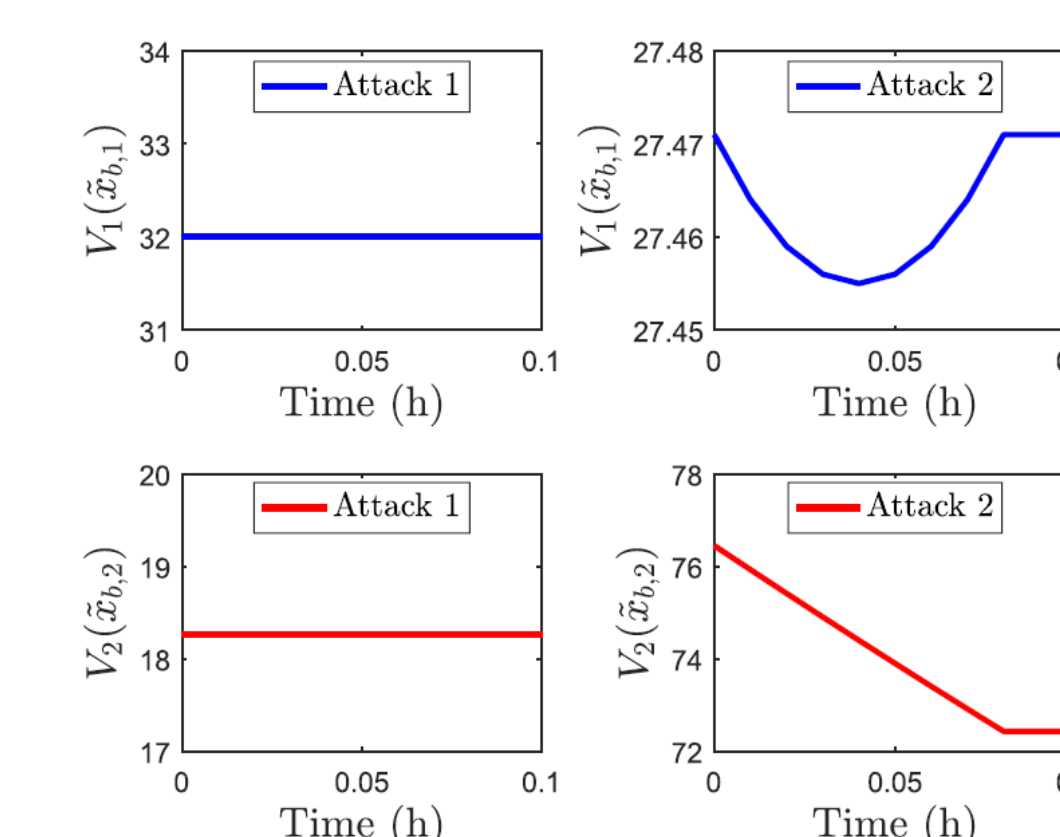 34
33
32
31
V₁(x̃_{b,1})
Attack 1
0 0.05 0.1
Time (h)
27.48
27.47
27.46
27.45
V₁(x̃_{b,1})
Attack 2
0 0.05
Time (h)
20
19
18
17
V₂(x̃_{b,2})
Attack 1
0 0.05 0.1
Time (h)
78
76
74
72
V₂(x̃_{b,2})
Attack 2
0 0.05
Time (h)